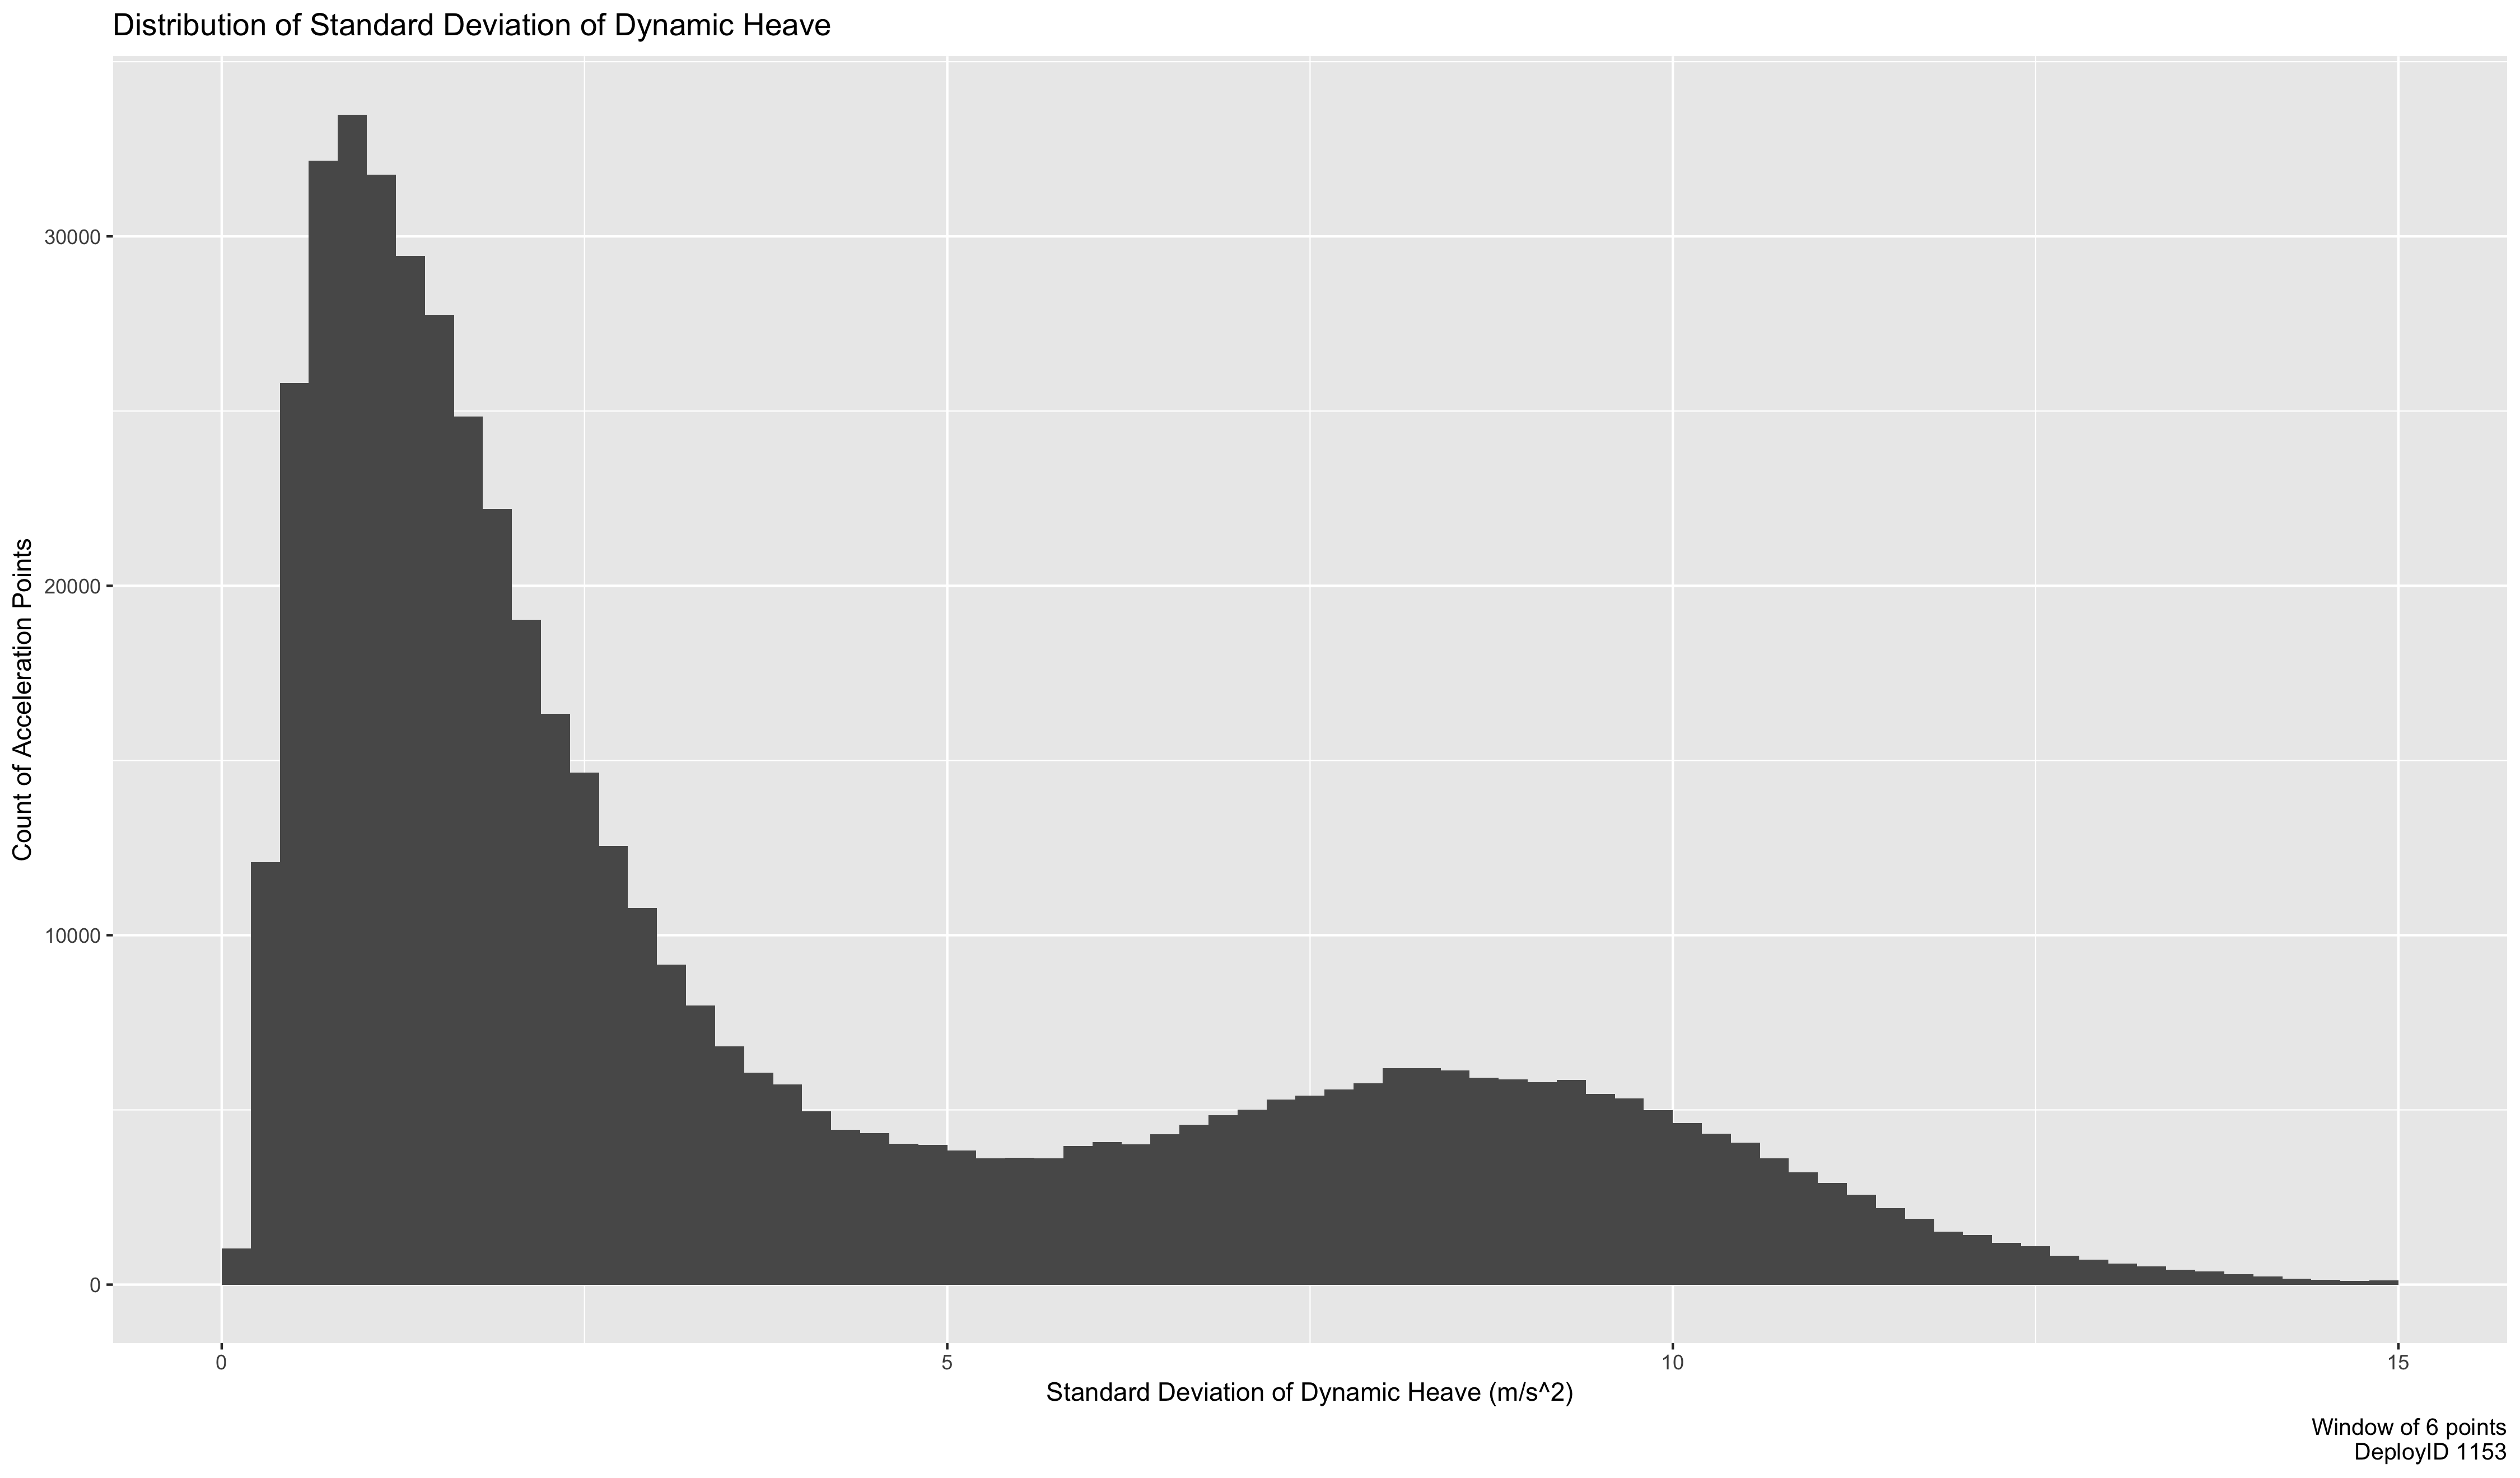 Distribution of Standard Deviation of Dynamic Heave
Count of Acceleration Points
30000
20000
10000
0
0 5 10 15
Standard Deviation of Dynamic Heave (m/s^2)
Window of 6 points
DeployID 1153